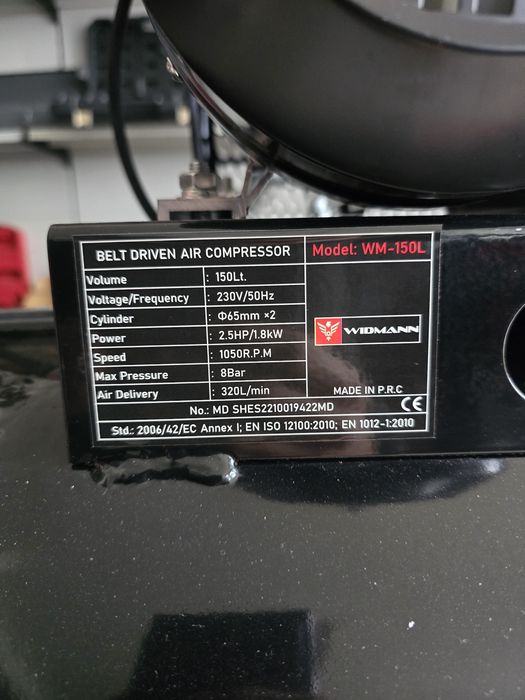 BELT DRIVEN AIR COMPRESSOR Model: WM-150L
Volume : 150Lt.
Voltage/Frequency : 230V/50Hz
Cylinder : Φ65mm ×2
Power : 2.5HP/1.8kW
Speed : 1050R.P.M
Max Pressure : 8Bar
Air Delivery : 320L/min
WIDMANN
MADE IN P.R.C
No.: MD SHES2210019422MD CE
Std.: 2006/42/EC Annex I; EN ISO 12100:2010; EN 1012-1:2010